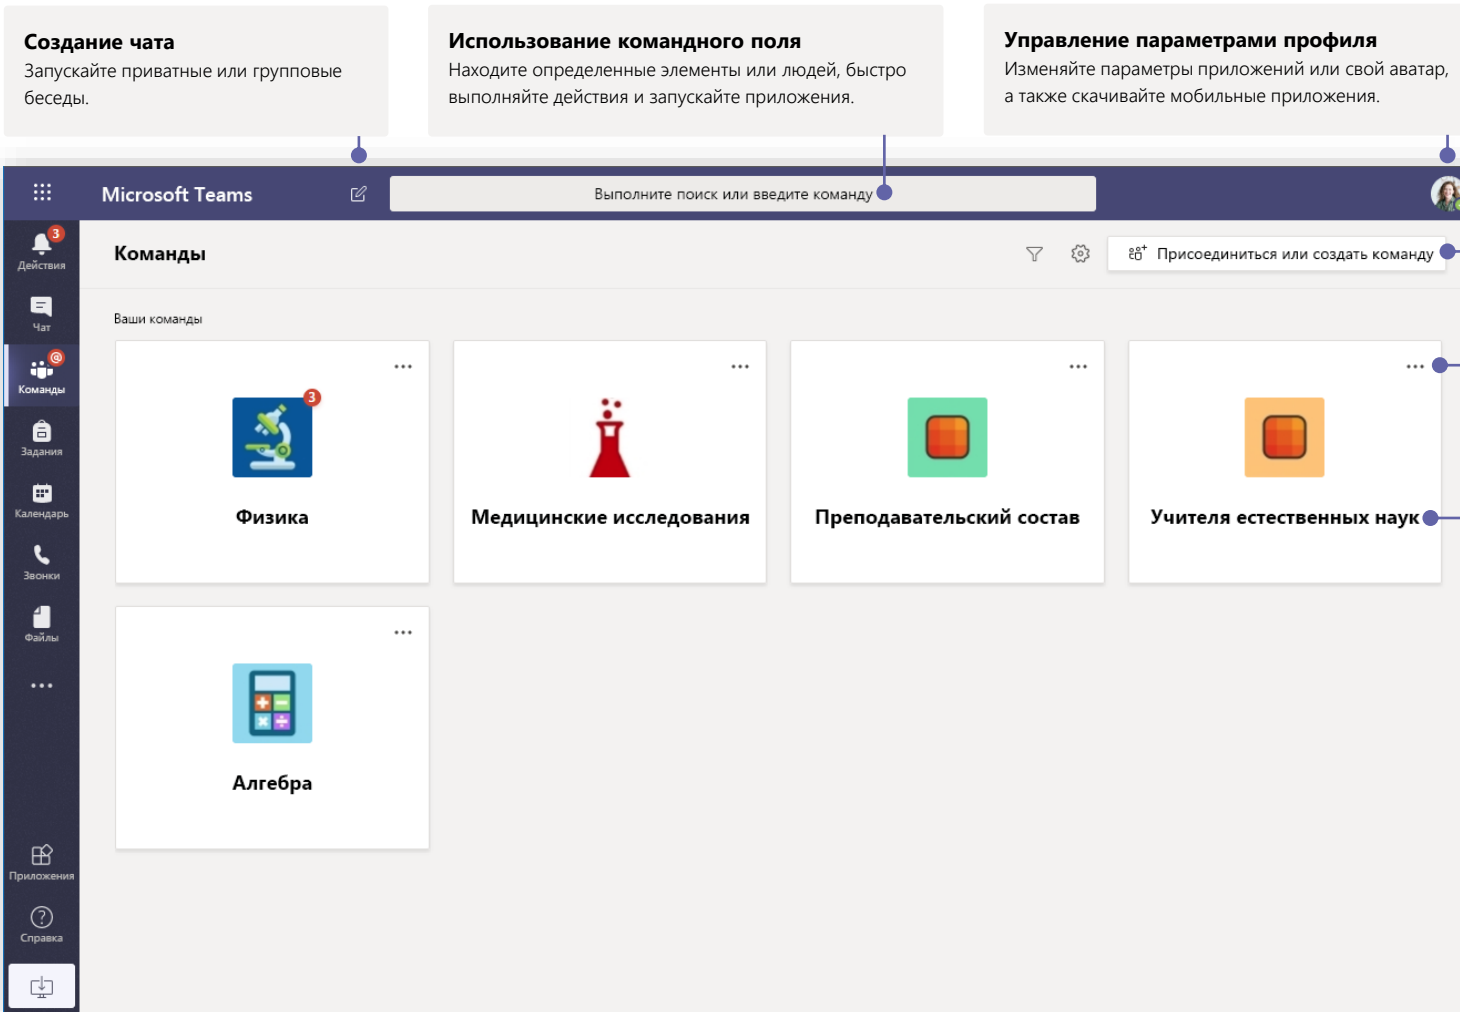 Создание чата
Запускайте приватные или групповые
беседы.
Использование командного поля
Находите определенные элементы или людей, быстро
выполняйте действия и запускайте приложения.
Управление параметрами профиля
Изменяйте параметры приложений или свой аватар,
а также скачивайте мобильные приложения.
Microsoft Teams
Выполните поиск или введите команду
3
Действия
Чат
@
Команды
Задания
Календарь
Звонки
Файлы
Приложения
Справка
Команды
Присоединиться или создать команду
Ваши команды
3
Физика
Медицинские исследования
Преподавательский состав
Учителя естественных наук
Алгебра